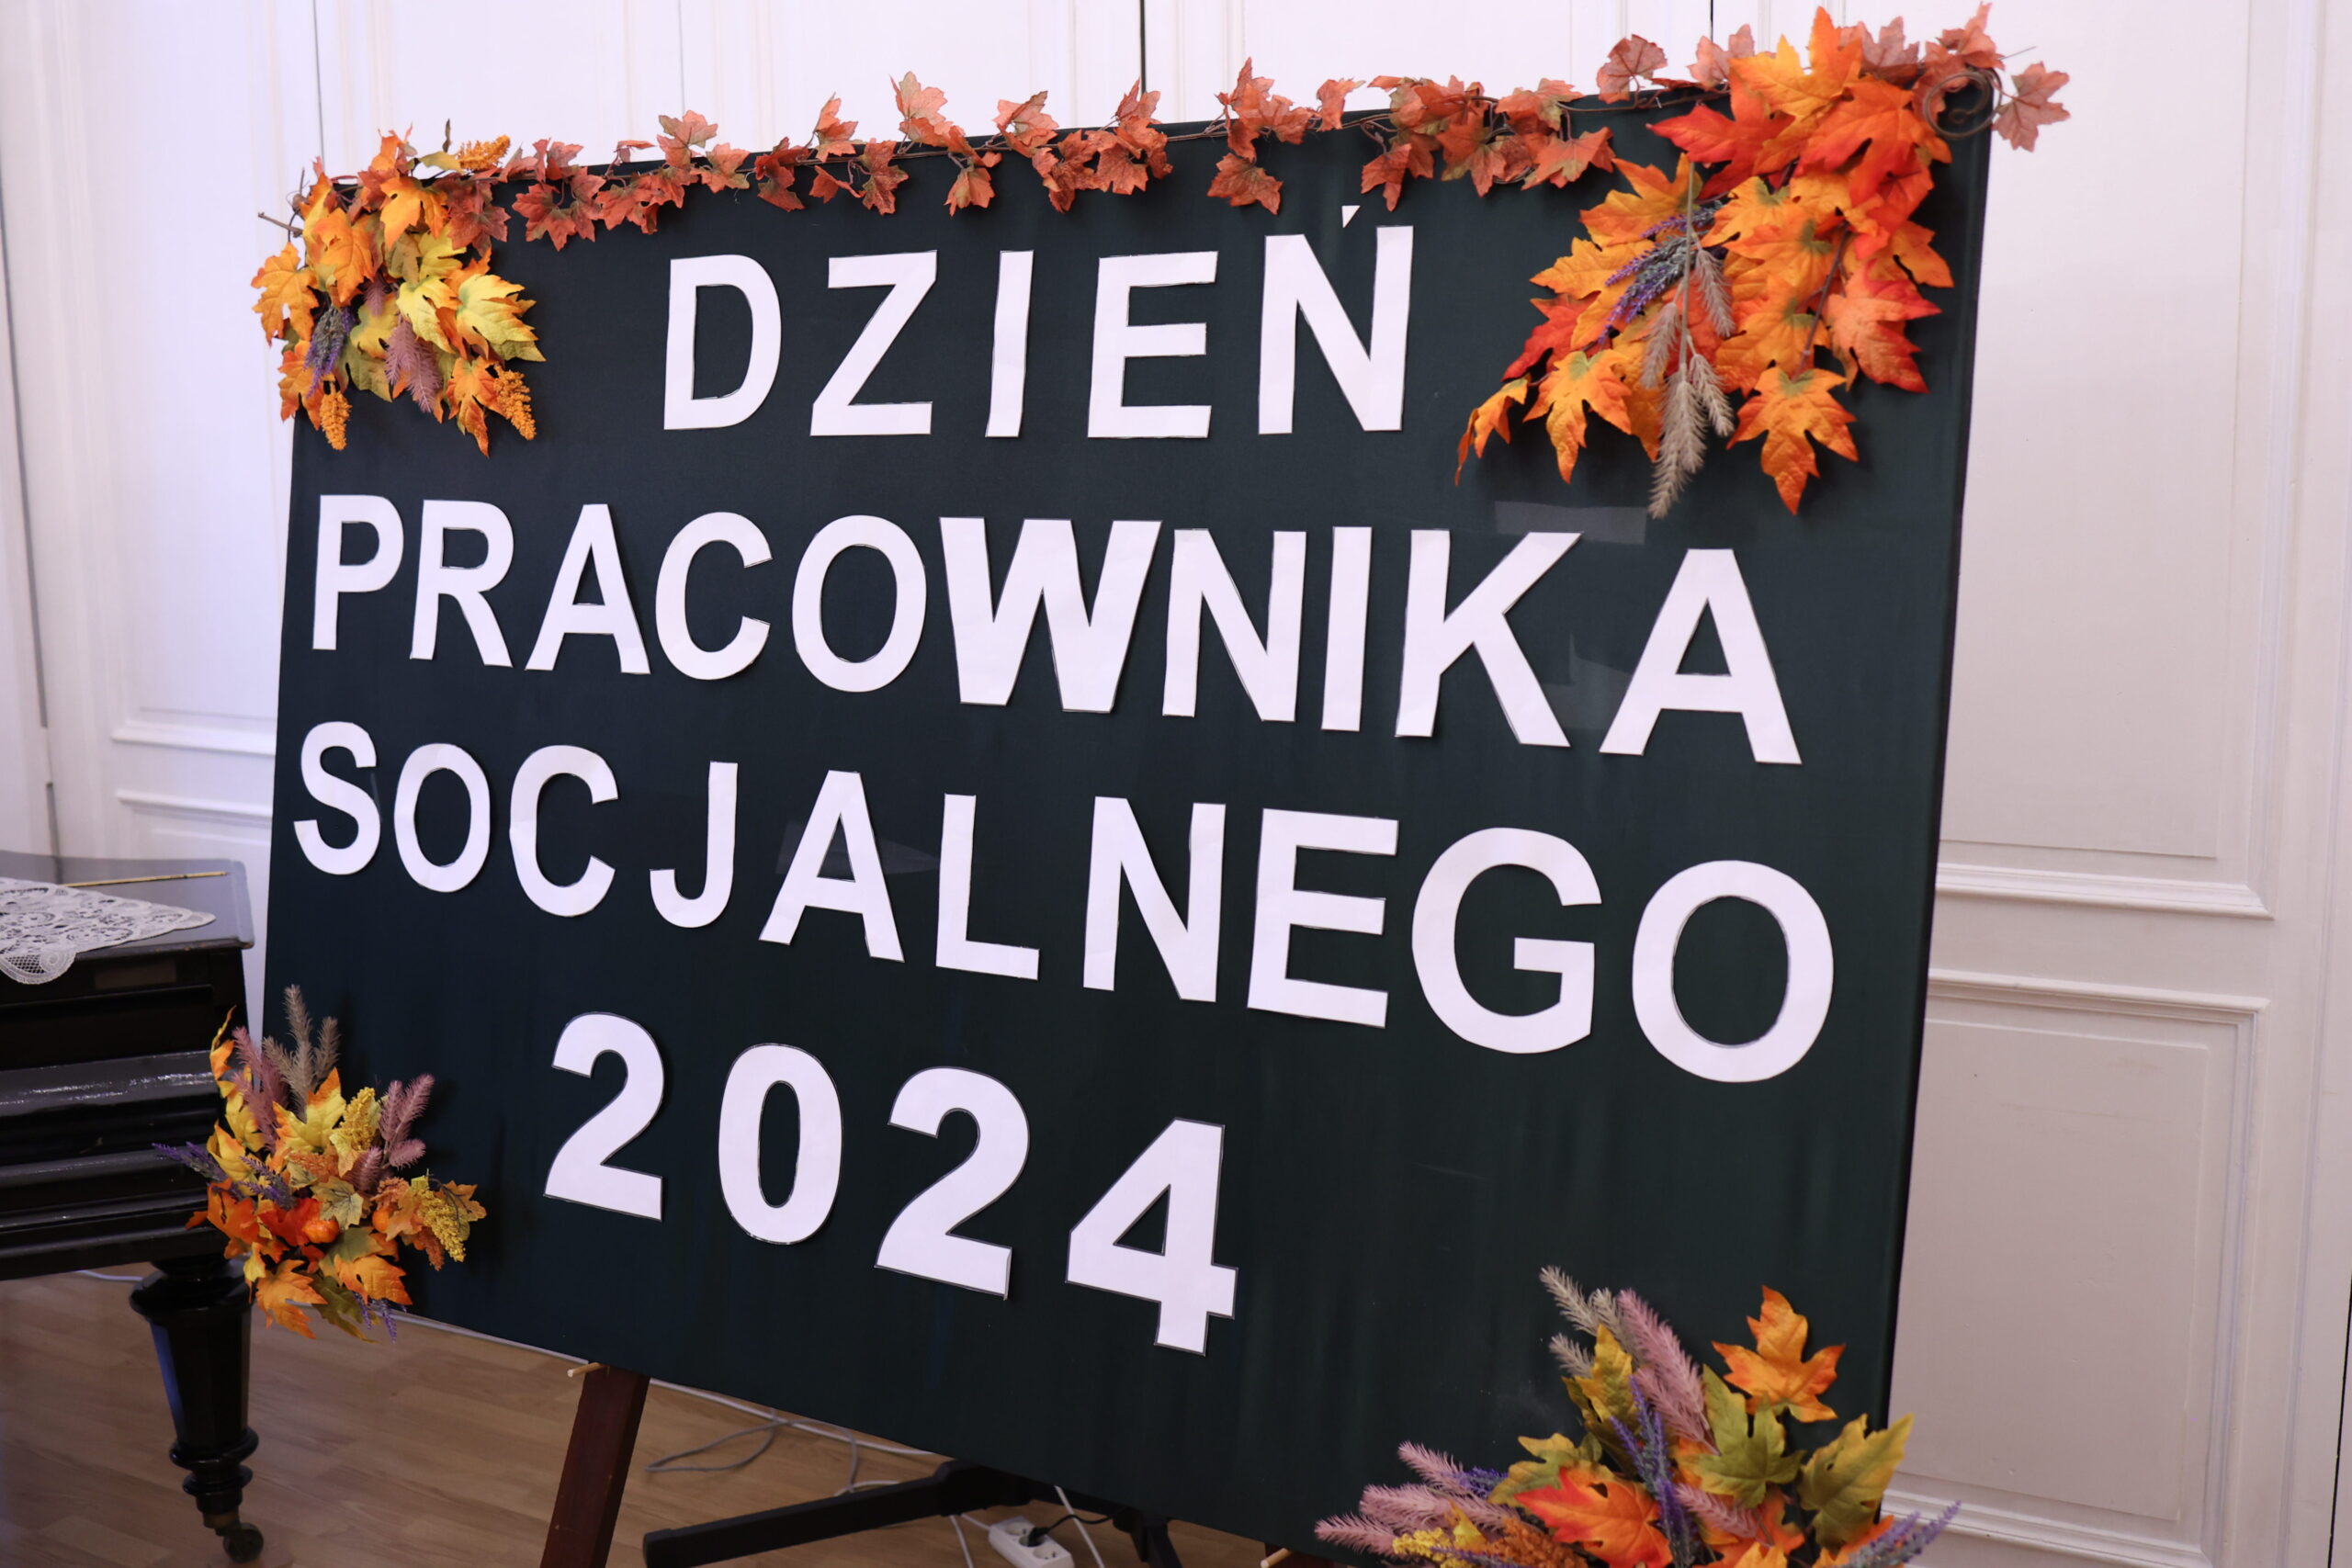 DZIEŃ
PRACOWNIKA
SOCJALNEGO
2024